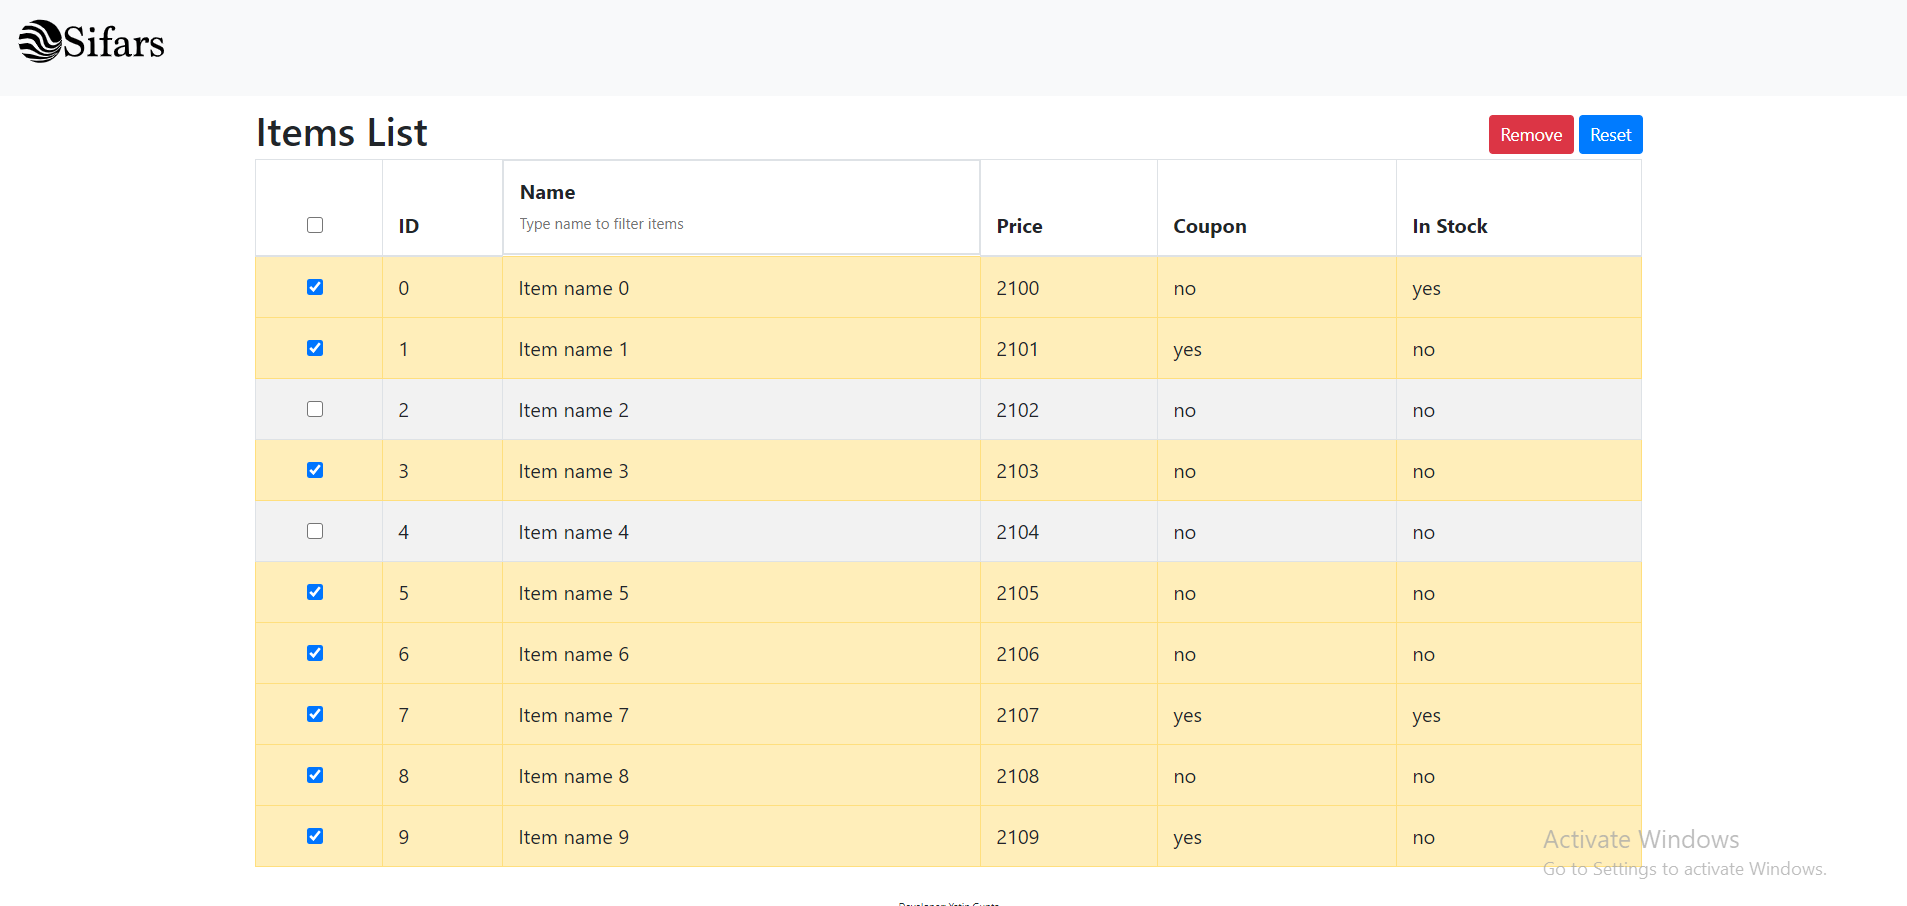 Sifars
Items List
Remove Reset
Name
Type name to filter items
ID Price Coupon In Stock
0 Item name 0 2100 no yes
1 Item name 1 2101 yes no
2 Item name 2 2102 no no
3 Item name 3 2103 no no
4 Item name 4 2104 no no
5 Item name 5 2105 no no
6 Item name 6 2106 no no
7 Item name 7 2107 yes yes
8 Item name 8 2108 no no
9 Item name 9 2109 yes no
Activate Windows
Go to Settings to activate Windows.